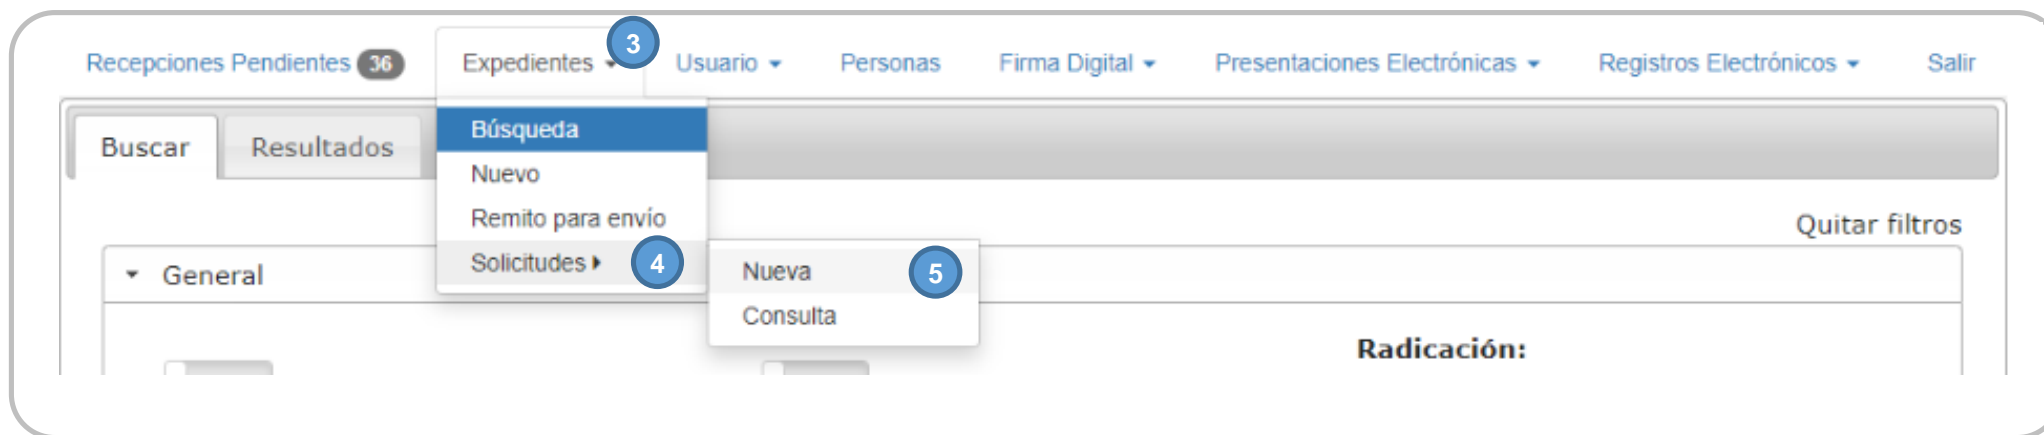 Recepciones Pendientes 36 Expedientes 3 Usuario Personas Firma Digital Presentaciones Electrónicas Registros Electrónicos Salir
Buscar Resultados
Búsqueda
Nuevo
Remito para envío
Quitar filtros
General
Solicitudes 4
Nueva 5
Consulta
Radicación: